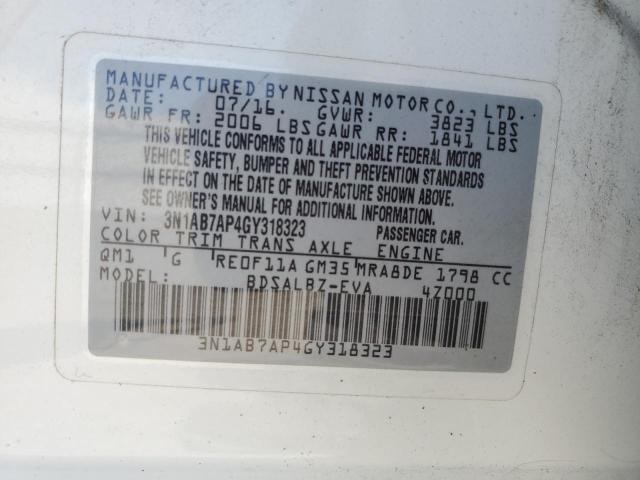 MANUFACTURED BY NISSAN MOTOR CO., LTD.
DATE: 07/16. GVWR: 3823 LBS
GAWR FR: 2006 LBS GAWR RR: 1841 LBS
THIS VEHICLE CONFORMS TO ALL APPLICABLE FEDERAL MOTOR
VEHICLE SAFETY, BUMPER AND THEFT PREVENTION STANDARDS
IN EFFECT ON THE DATE OF MANUFACTURE SHOWN ABOVE.
SEE OWNER'S MANUAL FOR ADDITIONAL INFORMATION.
VIN: 3N1AB7AP4GY318323 PASSENGER CAR.
COLOR TRIM TRANS AXLE ENGINE
QM1 G RE0F11A GM35 MRA8DE 1798 CC
MODEL: BDSALBZ-EVA 4Z000
3N1AB7AP4GY318323